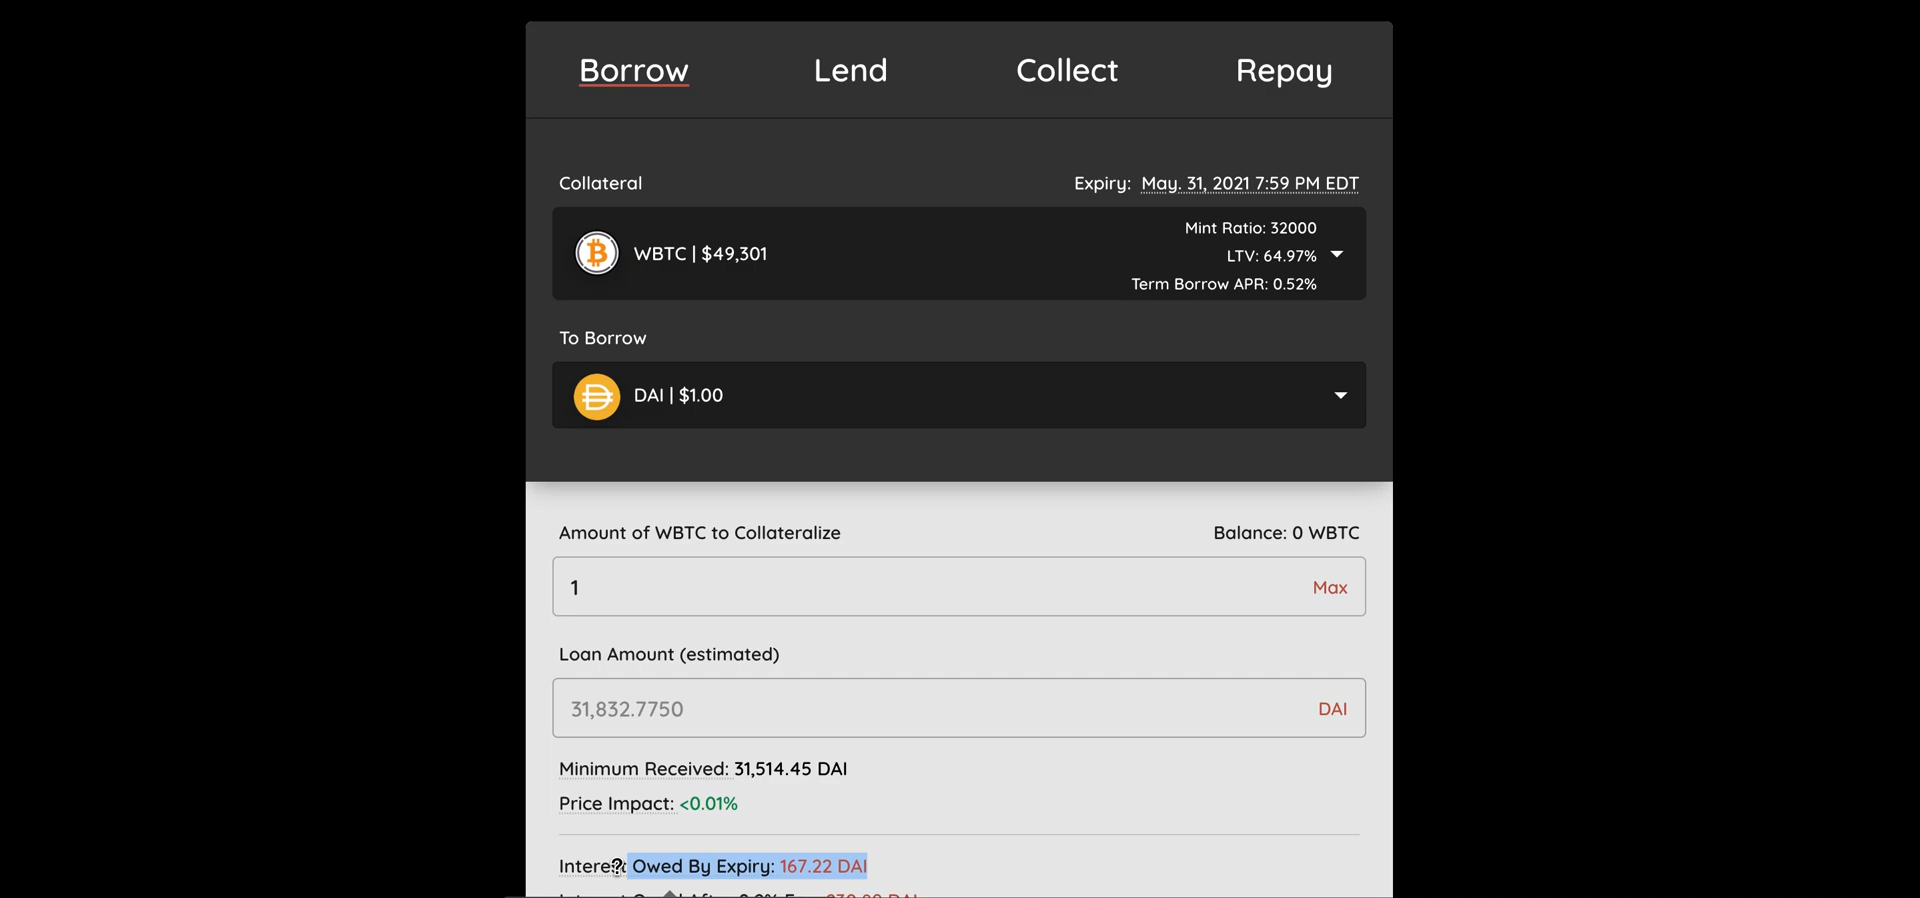 Borrow Lend Collect Repay
Collateral Expiry: May. 31, 2021 7:59 PM EDT
Mint Ratio: 32000
WBTC | $49,301
LTV: 64.97%
Term Borrow APR: 0.52%
To Borrow
DAI | $1.00
Amount of WBTC to Collateralize Balance: 0 WBTC
1 Max
Loan Amount (estimated)
31,832.7750 DAI
Minimum Received: 31,514.45 DAI
Price Impact: <0.01%
Interest Owed By Expiry: 167.22 DAI